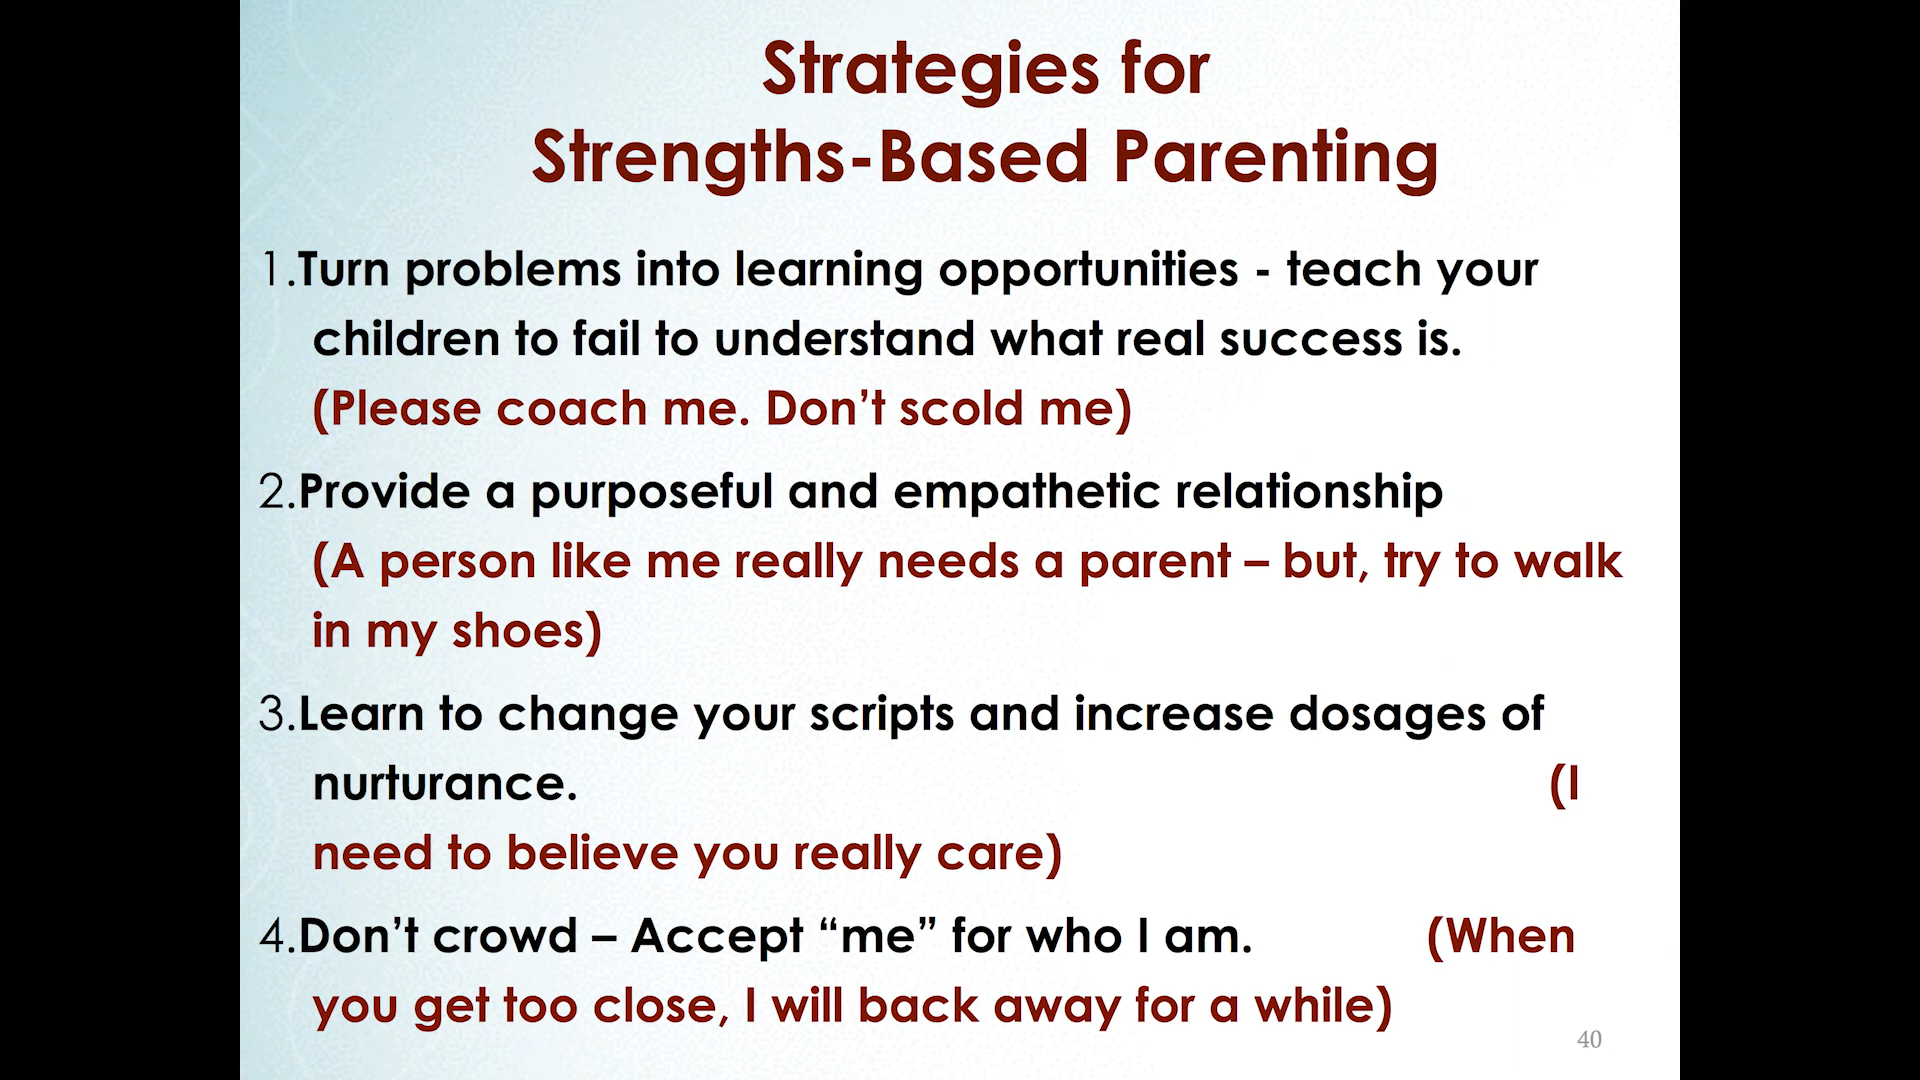 Strategies for
Strengths-Based Parenting
1.Turn problems into learning opportunities - teach your
children to fail to understand what real success is.
(Please coach me. Don’t scold me)
2.Provide a purposeful and empathetic relationship
(A person like me really needs a parent – but, try to walk
in my shoes)
3.Learn to change your scripts and increase dosages of
nurturance. (I
need to believe you really care)
4.Don’t crowd – Accept “me” for who I am. (When
you get too close, I will back away for a while)
40